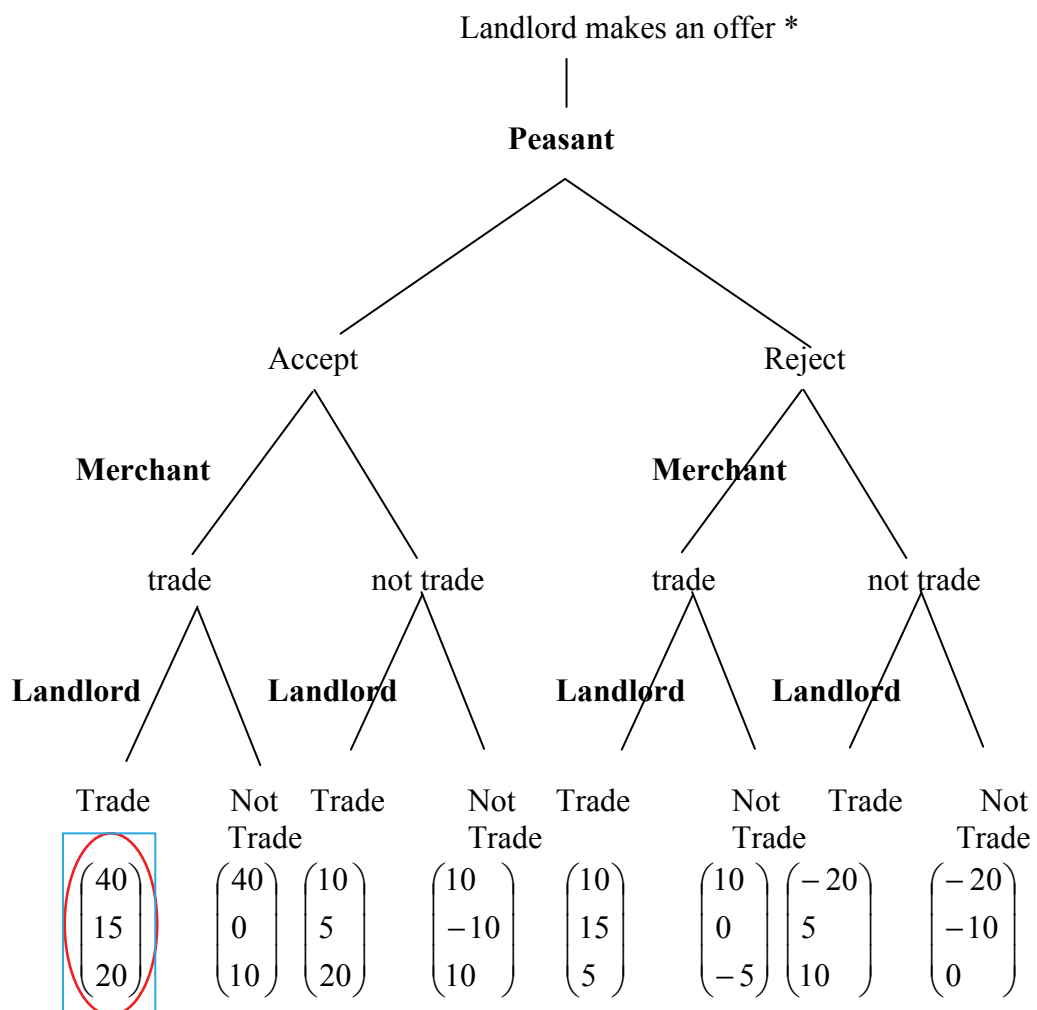 Landlord makes an offer *
Peasant
Accept Reject
Merchant Merchant
trade not trade trade not trade
Landlord Landlord Landlord Landlord
Trade Not Trade Not Trade Not Trade Not
Trade Trade Trade Trade
40 40 10 10 10 10 −20 −20
15 0 5 −10 15 0 5 −10
20 10 20 10 5 −5 10 0